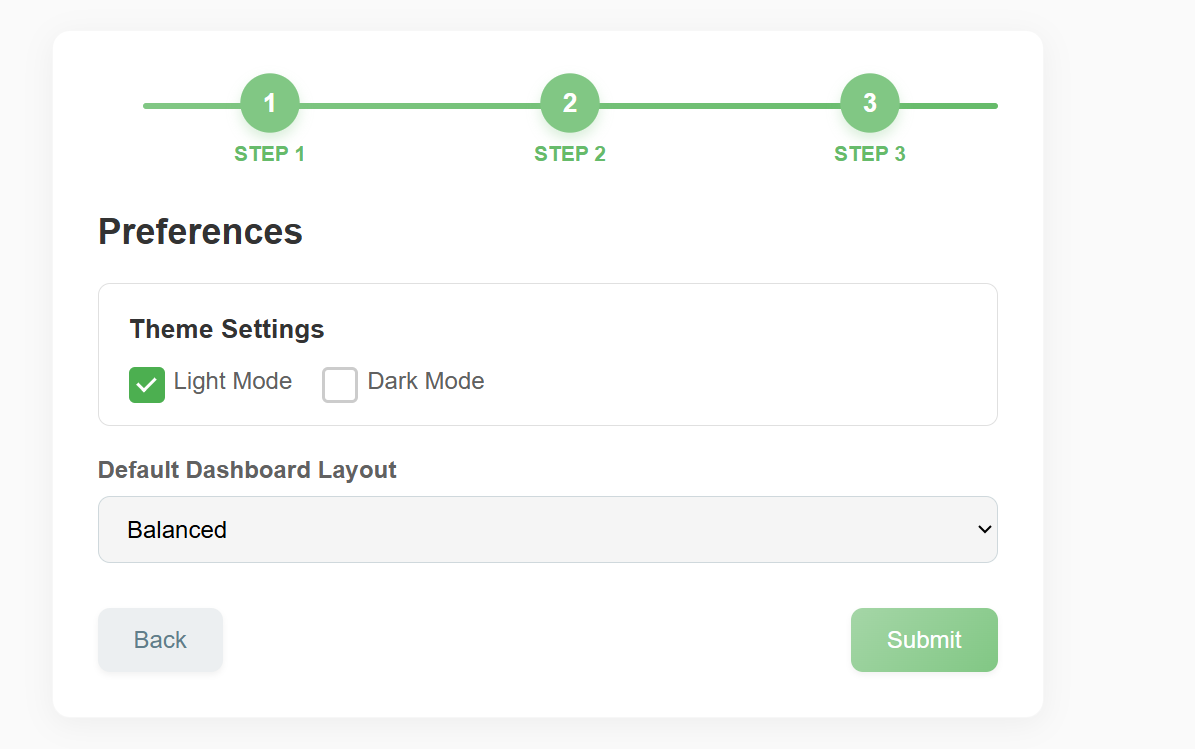 1 2 3
STEP 1 STEP 2 STEP 3
Preferences
Theme Settings
Light Mode Dark Mode
Default Dashboard Layout
Balanced
Back Submit